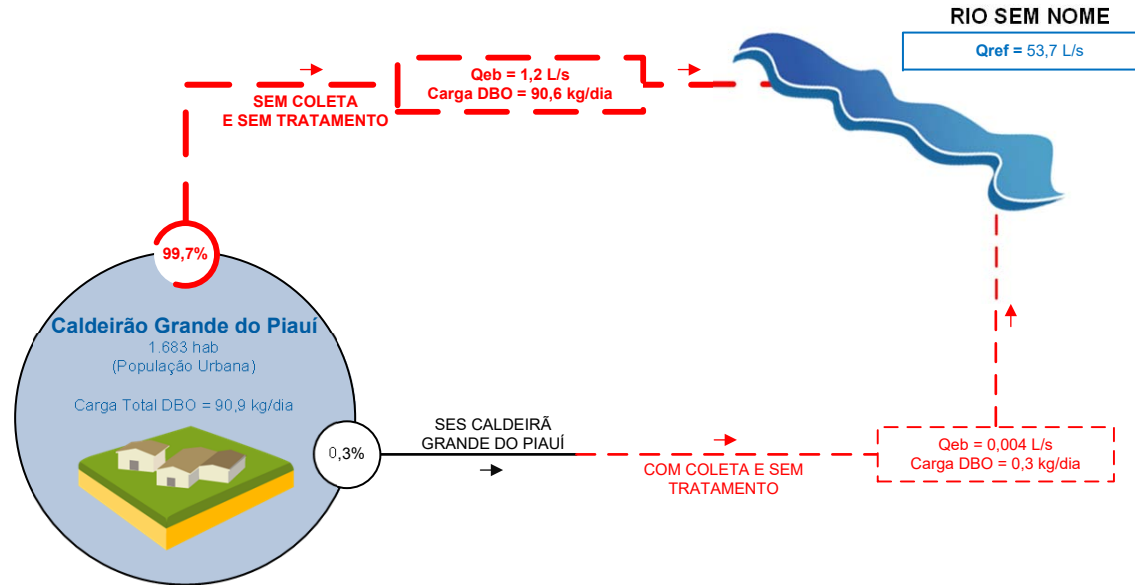 RIO SEM NOME
Qref = 53,7 L/s
Qeb = 1,2 L/s
Carga DBO = 90,6 kg/dia
SEM COLETA
E SEM TRATAMENTO
99,7%
Caldeirão Grande do Piauí
1.683 hab
(População Urbana)
Carga Total DBO = 90,9 kg/dia
0,3%
SES CALDEIRÃ
GRANDE DO PIAUÍ
COM COLETA E SEM
TRATAMENTO
Qeb = 0,004 L/s
Carga DBO = 0,3 kg/dia